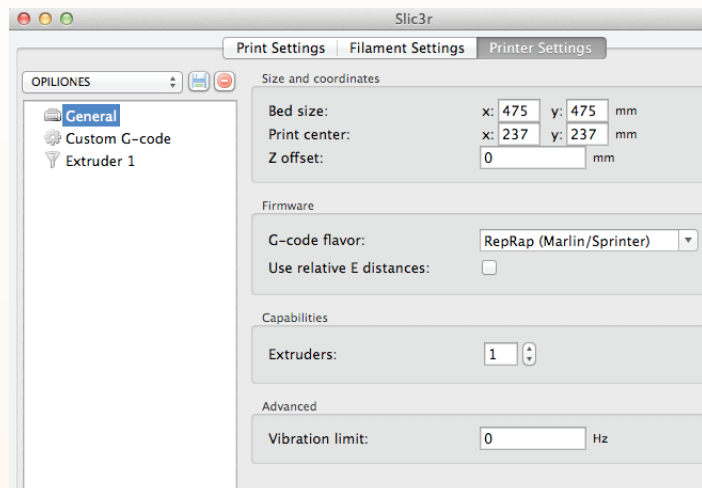 Slic3r
Print Settings Filament Settings Printer Settings
OPILIONES
General
Custom G-code
Extruder 1
Size and coordinates
Bed size: x: 475 y: 475 mm
Print center: x: 237 y: 237 mm
Z offset: 0 mm
Firmware
G-code flavor: RepRap (Marlin/Sprinter)
Use relative E distances:
Capabilities
Extruders: 1
Advanced
Vibration limit: 0 Hz